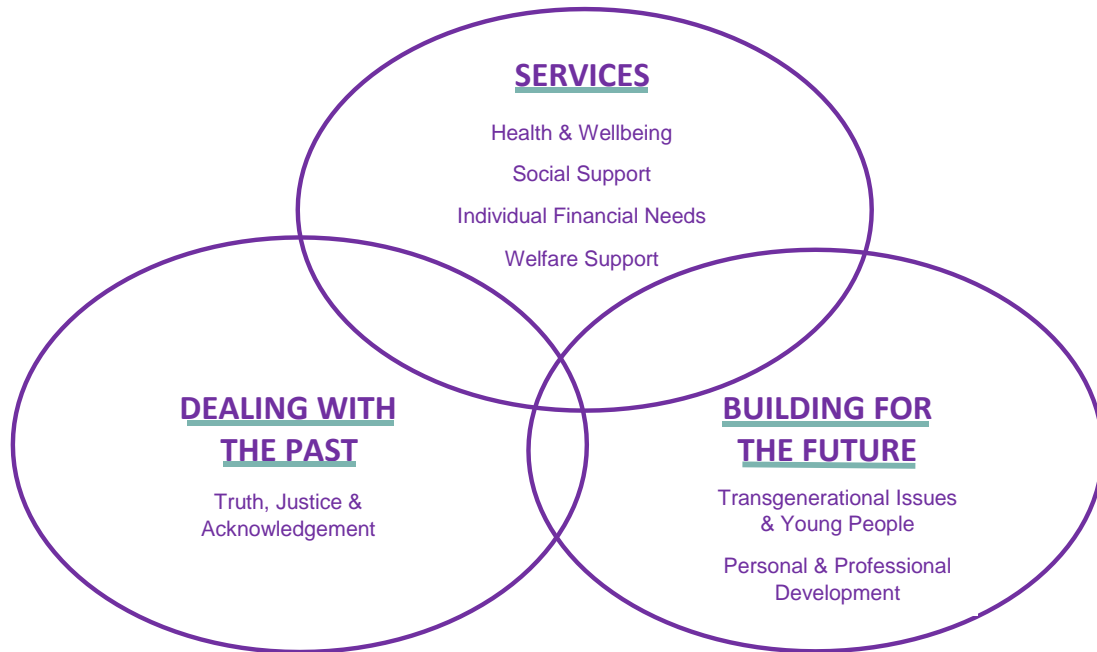 SERVICES
Health & Wellbeing
Social Support
Individual Financial Needs
Welfare Support
DEALING WITH
THE PAST
Truth, Justice &
Acknowledgement
BUILDING FOR
THE FUTURE
Transgenerational Issues
& Young People
Personal & Professional
Development